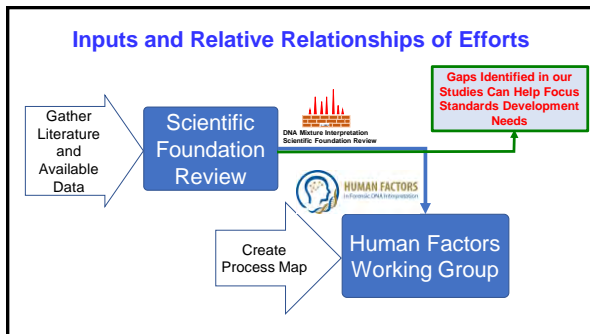 Inputs and Relative Relationships of Efforts
Gaps Identified in our
Studies Can Help Focus
Standards Development
Needs
Gather
Literature
and
Available
Data
Scientific
Foundation
Review
DNA Mixture Interpretation
Scientific Foundation Review
HUMAN FACTORS
in Forensic DNA Interpretation
Create
Process Map
Human Factors
Working Group